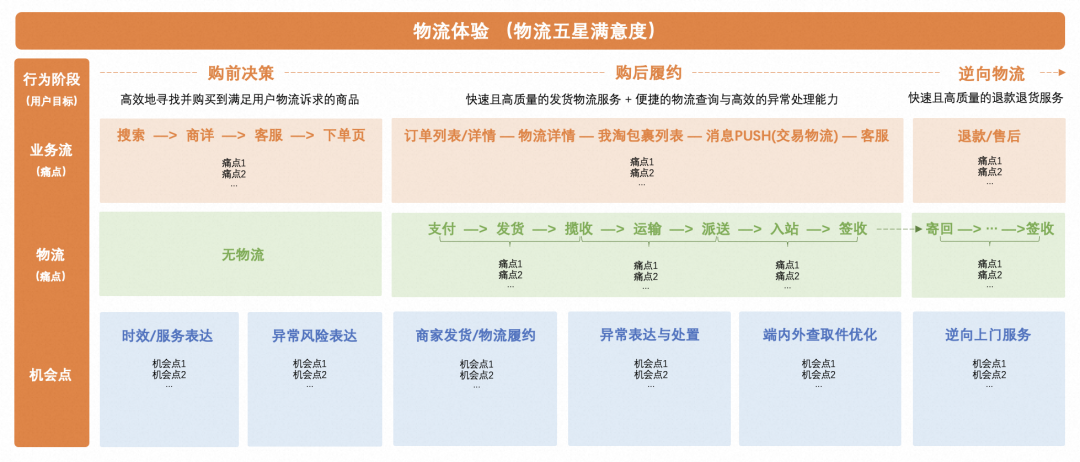 物流体验 （物流五星满意度）
行为阶段
（用户目标）
购前决策
高效地寻找并购买到满足用户物流诉求的商品
购后履约
快速且高质量的发货物流服务 + 便捷的物流查询与高效的异常处理能力
逆向物流
快速且高质量的退款退货服务
业务流
（痛点）
搜索 —> 商详 —> 客服 —> 下单页
痛点1
痛点2
...
订单列表/详情 — 物流详情 — 我淘包裹列表 — 消息PUSH(交易物流) — 客服
痛点1
痛点2
...
退款/售后
痛点1
痛点2
...
物流
（痛点）
无物流
支付 —> 发货 —> 揽收 —> 运输 —> 派送 —> 入站 —> 签收
痛点1
痛点2
...
痛点1
痛点2
...
痛点1
痛点2
...
寄回 —> ... —>签收
痛点1
痛点2
...
机会点
时效/服务表达
机会点1
机会点2
...
异常风险表达
机会点1
机会点2
...
商家发货/物流履约
机会点1
机会点2
...
异常表达与处置
机会点1
机会点2
...
端内外查取件优化
机会点1
机会点2
...
逆向上门服务
机会点1
机会点2
...